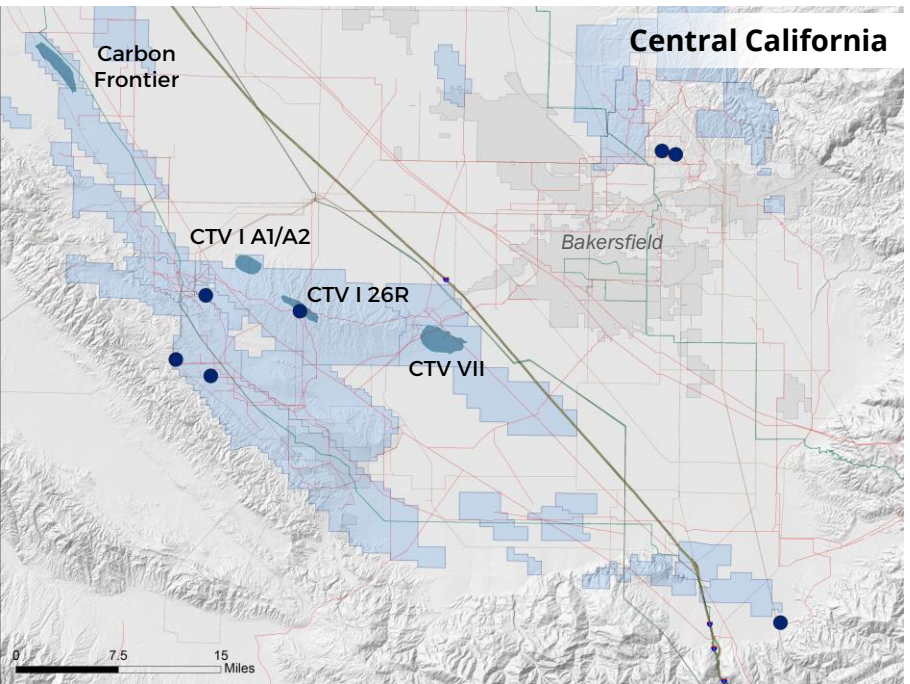 Central California
Carbon
Frontier
CTV I A1/A2
Bakersfield
CTV I 26R
CTV VII
0 7.5 15
Miles